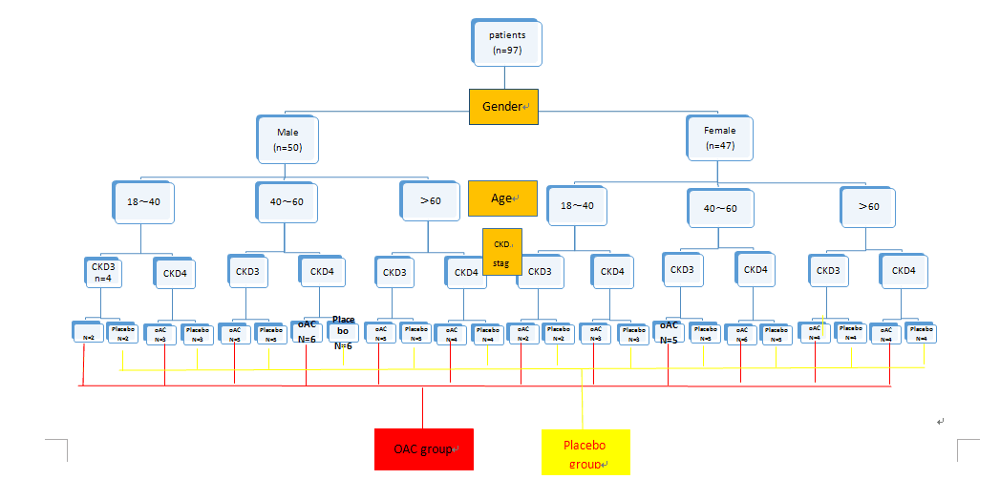 patients
(n=97)
Gender
Male
(n=50)
Female
(n=47)
18～40
40～60
＞60
Age
18～40
40～60
＞60
CKD
stag
CKD3
n=4
CKD4
CKD3
CKD4
CKD3
CKD4
CKD3
CKD4
CKD3
CKD4
CKD3
CKD4
N=2
Placebo
N=2
oAC
N=3
Placebo
N=3
oAC
N=5
Placebo
N=5
oAC
N=6
Place
bo
N=6
oAC
N=5
Placebo
N=5
oAC
N=4
Placebo
N=4
oAC
N=2
Placebo
N=2
oAC
N=3
Placebo
N=3
oAC
N=5
Placebo
N=5
oAC
N=6
Placebo
N=5
oAC
N=4
Placebo
N=4
oAC
N=4
Placebo
N=4
OAC group
Placebo
group